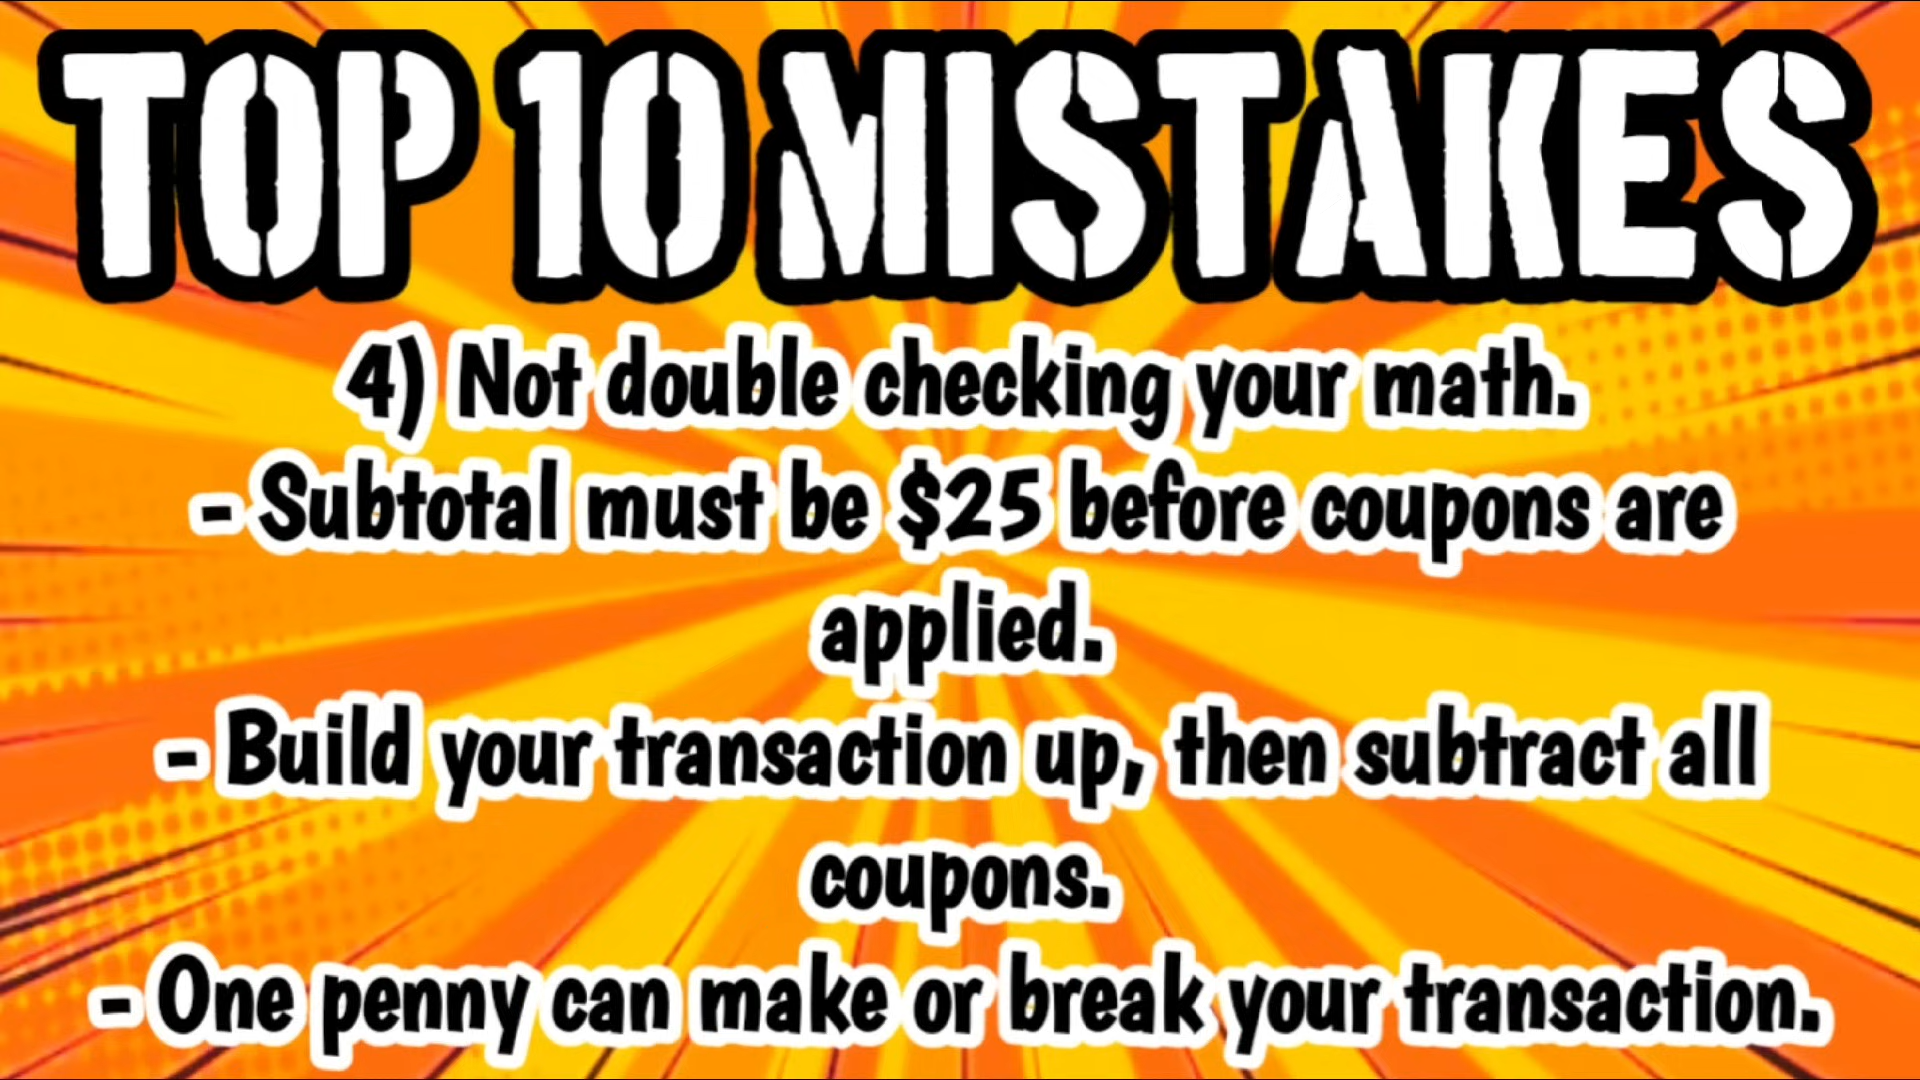 TOP 10 MISTAKES
4) Not double checking your math.
- Subtotal must be $25 before coupons are
applied.
- Build your transaction up, then subtract all
coupons.
- One penny can make or break your transaction.